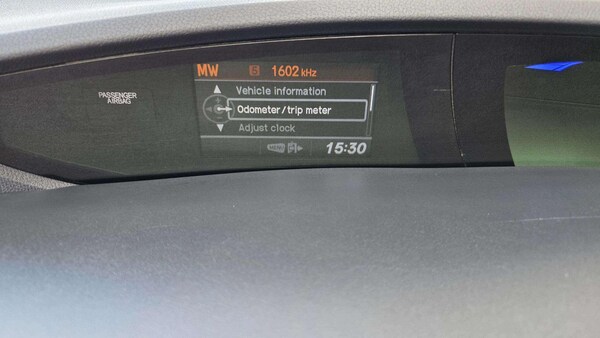 MW 1602 kHz
Vehicle information
PASSENGER
AIRBAG
Odometer/trip meter
Adjust clock
15:30